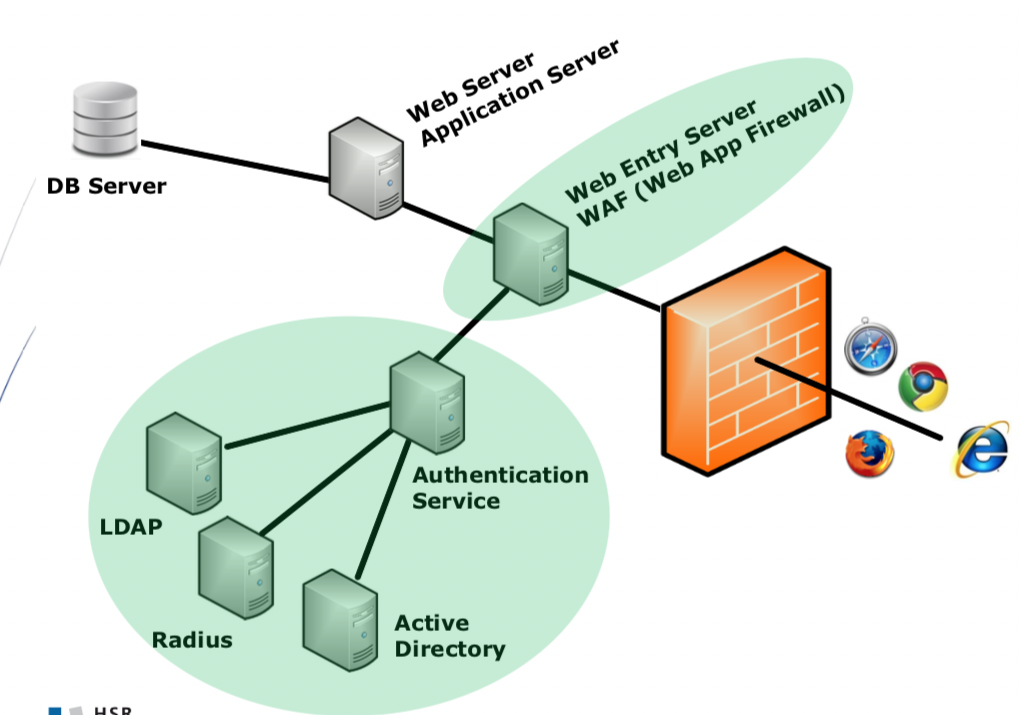 Web Server
Application Server
Web Entry Server
WAF (Web App Firewall)
DB Server
Authentication
Service
LDAP
Radius
Active
Directory
HSR